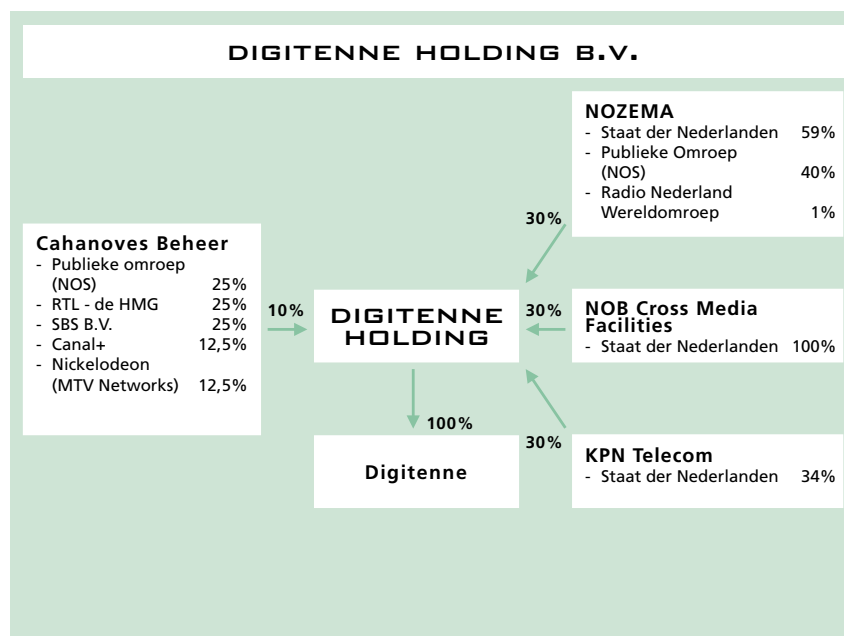 DIGITENNE HOLDING B.V.
NOZEMA
- Staat der Nederlanden 59%
- Publieke Omroep
(NOS) 40%
- Radio Nederland
Wereldomroep 1%
30%
Cahanoves Beheer
- Publieke omroep
(NOS) 25%
- RTL - de HMG 25%
- SBS B.V. 25%
- Canal+ 12,5%
- Nickelodeon
(MTV Networks) 12,5%
10%
DIGITENNE
HOLDING
30%
NOB Cross Media
Facilities
- Staat der Nederlanden 100%
100%
Digitenne
30%
KPN Telecom
- Staat der Nederlanden 34%